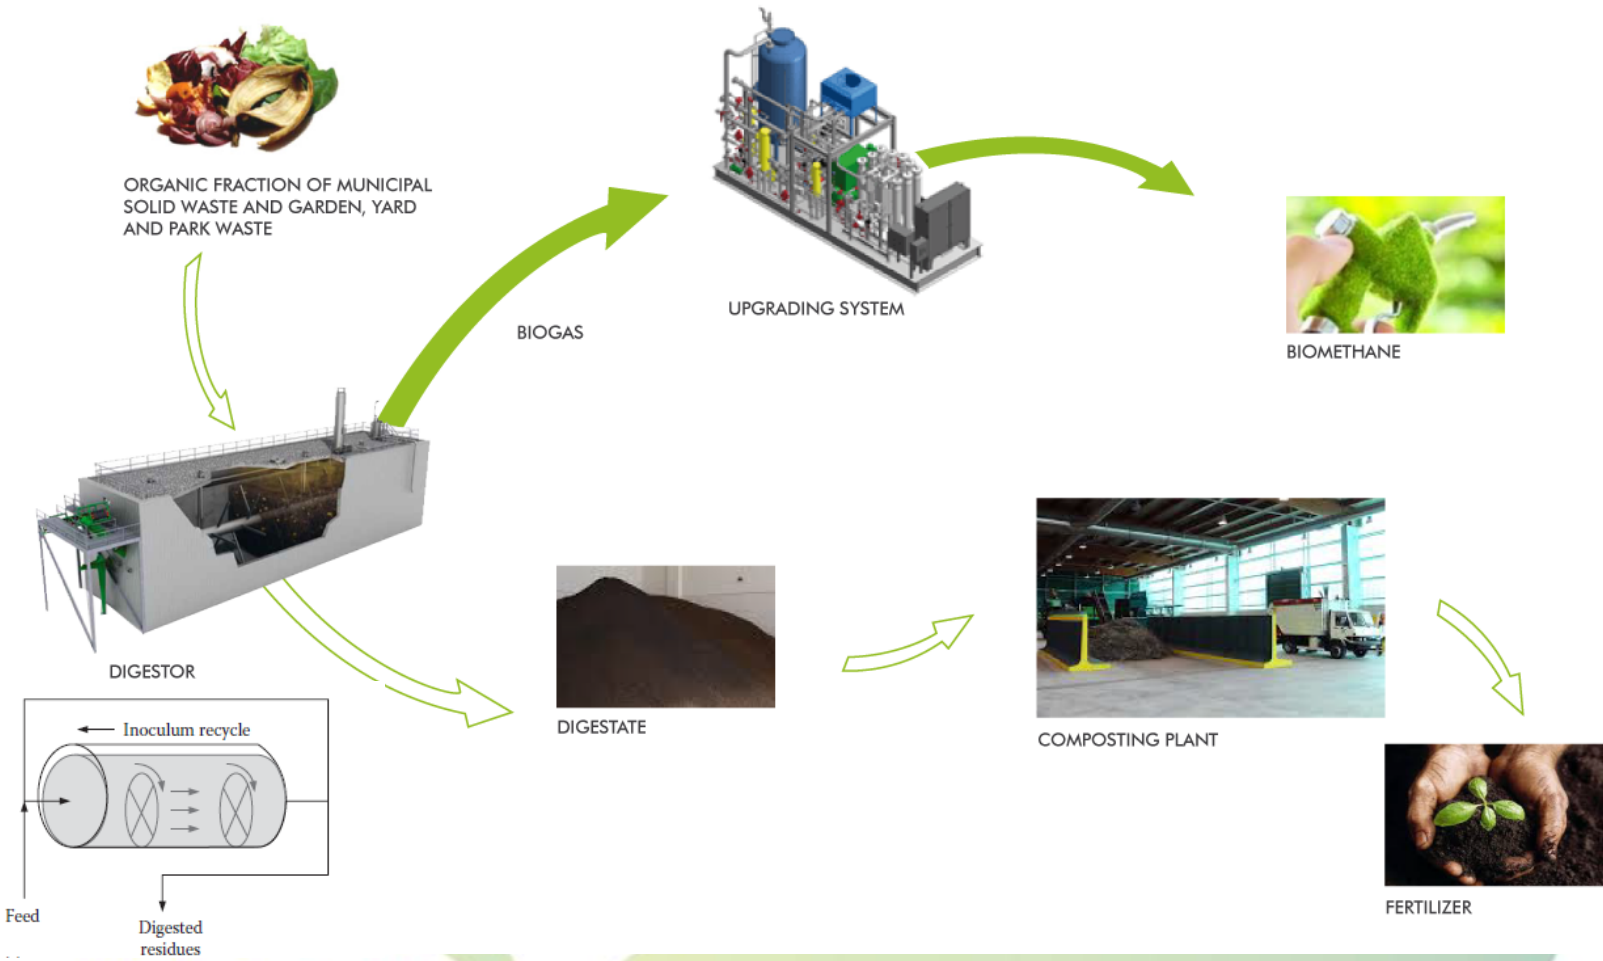 ORGANIC FRACTION OF MUNICIPAL
SOLID WASTE AND GARDEN, YARD
AND PARK WASTE
BIOGAS
UPGRADING SYSTEM
BIOMETHANE
DIGESTOR
DIGESTATE
COMPOSTING PLANT
FERTILIZER
Inoculum recycle
Feed
Digested
residues